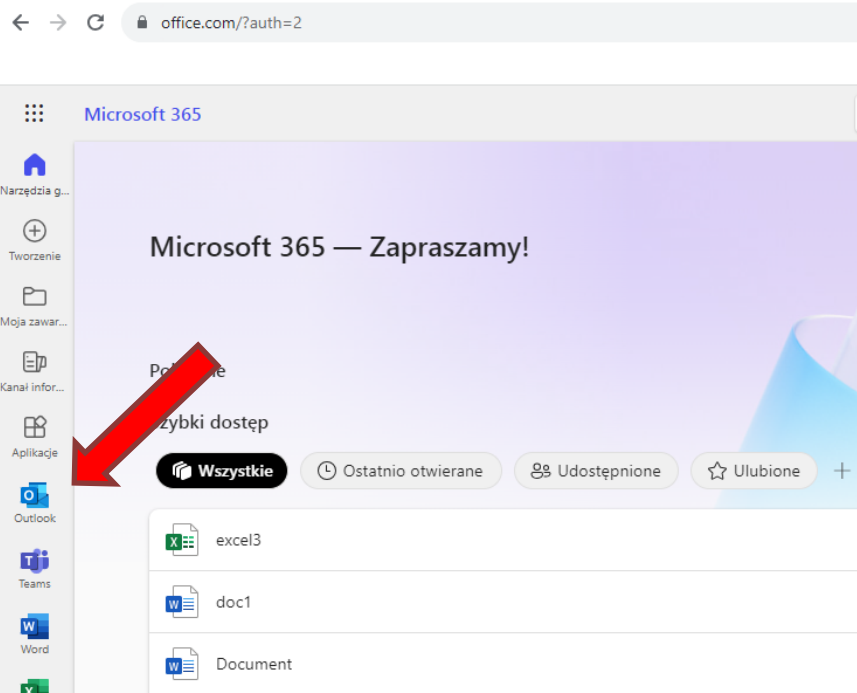 office.com/?auth=2
Microsoft 365
Narzędzia g...
Tworzenie
Moja zawar...
Kanał infor...
Aplikacje
Outlook
Teams
Word
Microsoft 365 — Zapraszamy!
dostęp
Wszystkie
Ostatnio otwierane
Udostępnione
Ulubione
excel3
doc1
Document